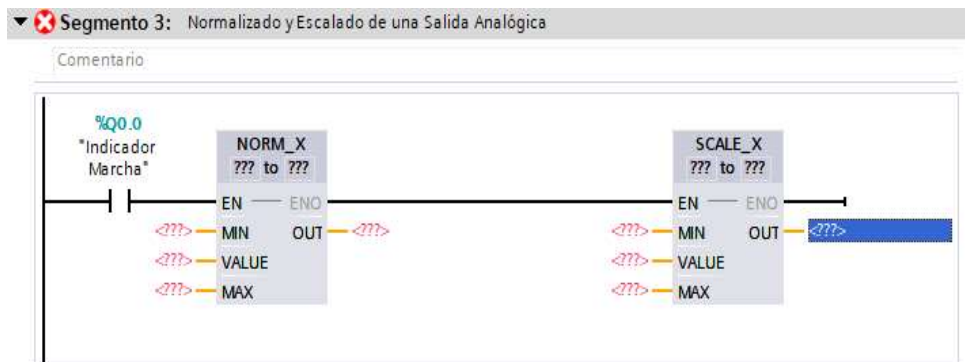 Segmento 3: Normalizado y Escalado de una Salida Analógica
Comentario
%Q0.0
"Indicador
Marcha"
NORM_X
??? to ???
EN ENO
<???> MIN OUT <???>
<???> VALUE
<???> MAX
SCALE_X
??? to ???
EN ENO
<???> MIN OUT <???>
<???> VALUE
<???> MAX